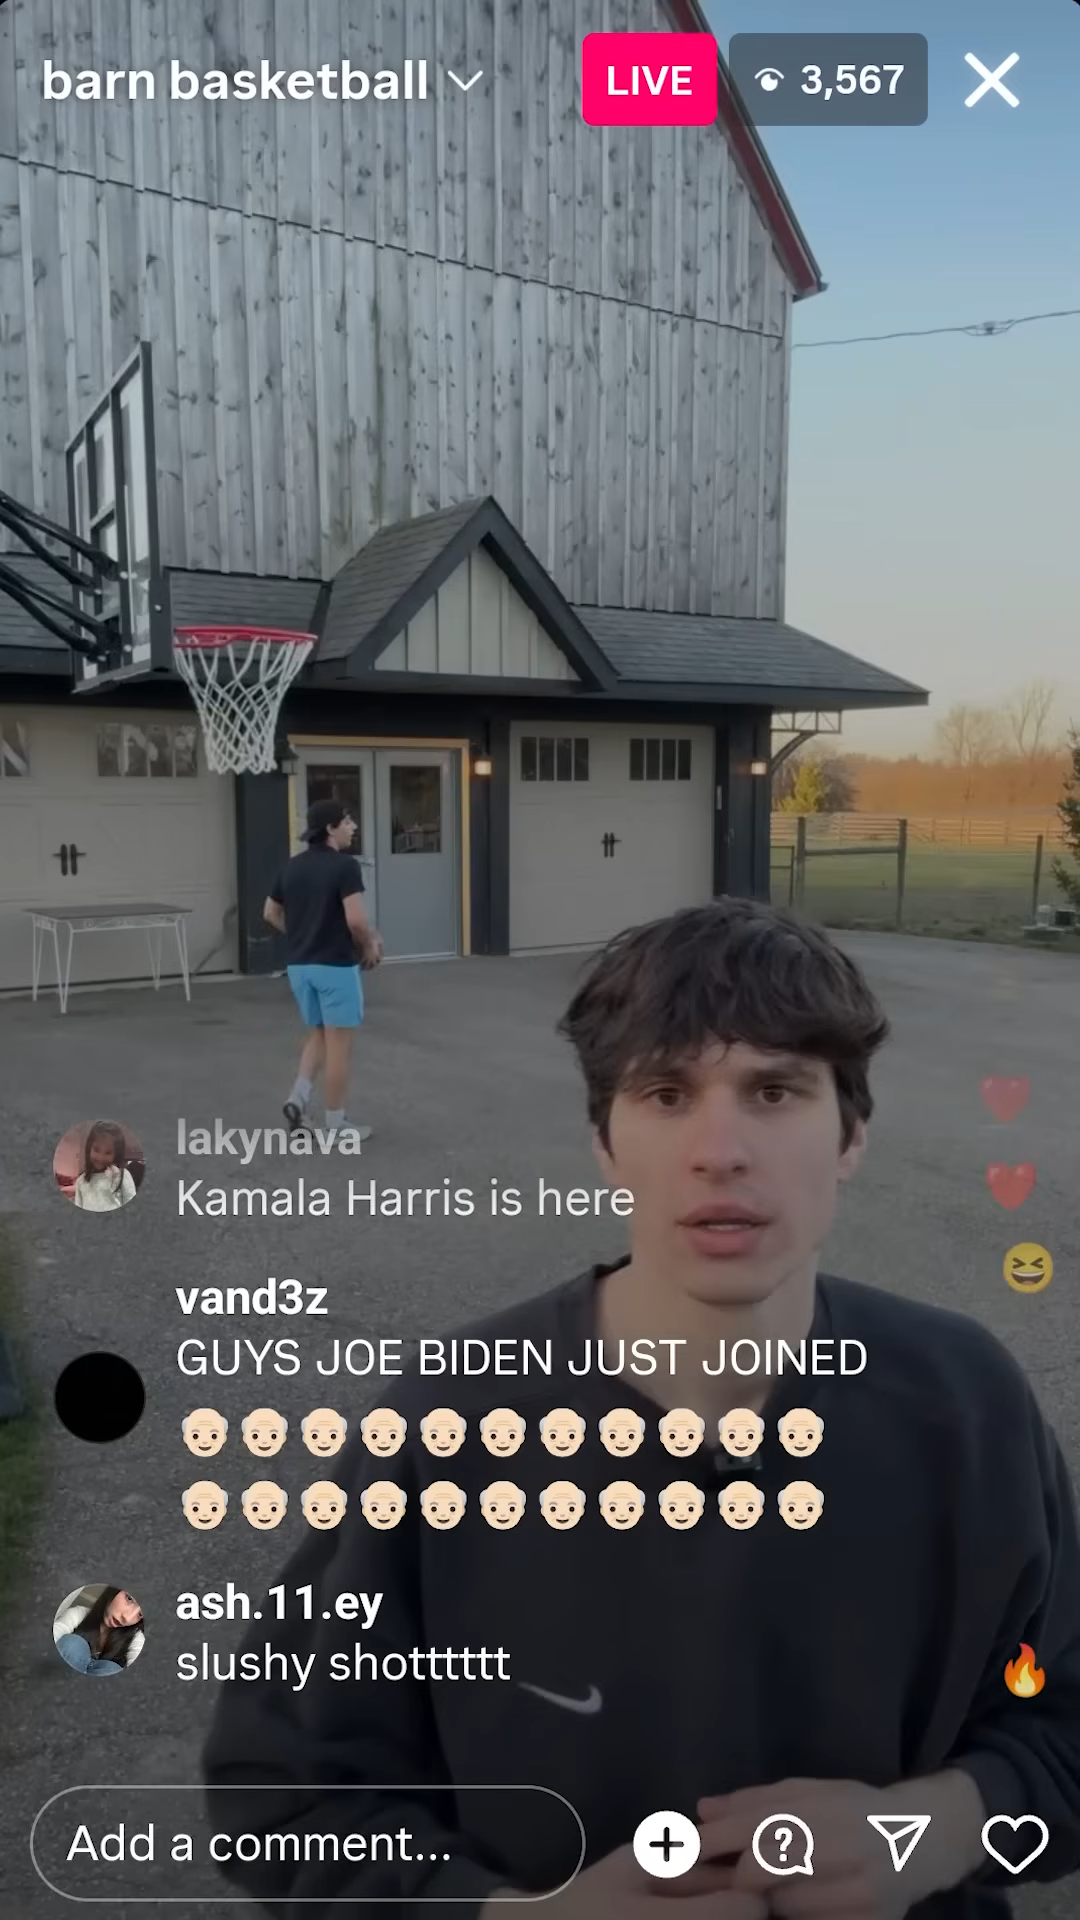 barn basketball
LIVE
3,567
lakynava
Kamala Harris is here
vand3z
GUYS JOE BIDEN JUST JOINED
👴🏻👴🏻👴🏻👴🏻👴🏻👴🏻👴🏻👴🏻👴🏻👴🏻👴🏻
👴🏻👴🏻👴🏻👴🏻👴🏻👴🏻👴🏻👴🏻👴🏻👴🏻👴🏻
ash.11.ey
slushy shotttttt
Add a comment...